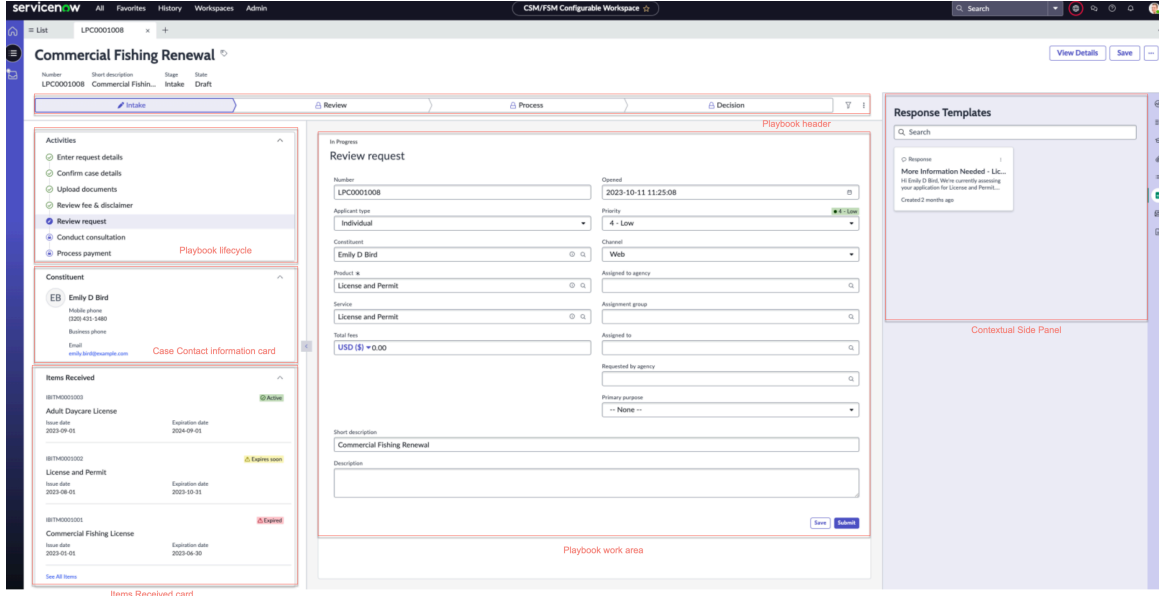 servicenow All Favorites History Workspaces Admin CSM/FSM Configurable Workspace Search
List LPC0001008 × +
Commercial Fishing Renewal View Details Save
Number Short description Stage State
LPC0001008 Commercial Fishin... Intake Draft
Intake Review Process Decision
Playbook header
Activities
Enter request details
Confirm case details
Upload documents
Review fee & disclaimer
Review request
Conduct consultation
Process payment
Playbook lifecycle
Constituent
EB Emily D Bird
Mobile phone
(320) 431-1480
Business phone
Email
emily.bird@example.com
Case Contact information card
Items Received
IBITM0001003 Active
Adult Daycare License
Issue date Expiration date
2023-09-01 2024-09-01
IBITM0001002 Expires soon
License and Permit
Issue date Expiration date
2023-08-01 2023-10-31
IBITM0001001 Expired
Commercial Fishing License
Issue date Expiration date
2023-01-01 2023-06-30
See All Items
Items Received card
In Progress
Review request
Number Opened
LPC0001008 2023-10-11 11:25:08
Applicant type Priority 4 - Low
Individual 4 - Low
Constituent Channel
Emily D Bird Web
Product Assigned to agency
License and Permit
Service Assignment group
License and Permit
Total fees Assigned to
USD ($) 0.00
Requested by agency
Primary purpose
-- None --
Short description
Commercial Fishing Renewal
Description
Save Submit
Playbook work area
Response Templates
Search
Response
More Information Needed - Lic...
Hi Emily D Bird, We're currently assessing
your application for License and Permit....
Created 2 months ago
Contextual Side Panel